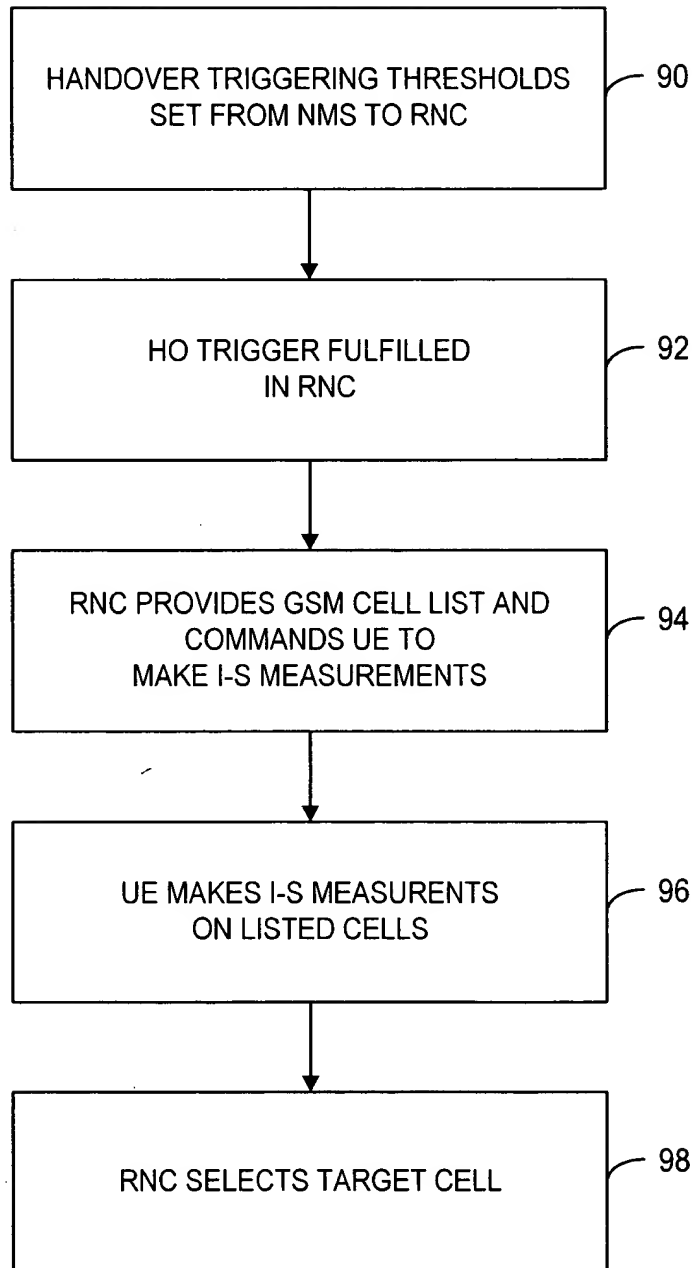 HANDOVER TRIGGERING THRESHOLDS
SET FROM NMS TO RNC
90
HO TRIGGER FULFILLED
IN RNC
92
RNC PROVIDES GSM CELL LIST AND
COMMANDS UE TO
MAKE I-S MEASUREMENTS
94
UE MAKES I-S MEASURENTS
ON LISTED CELLS
96
RNC SELECTS TARGET CELL
98